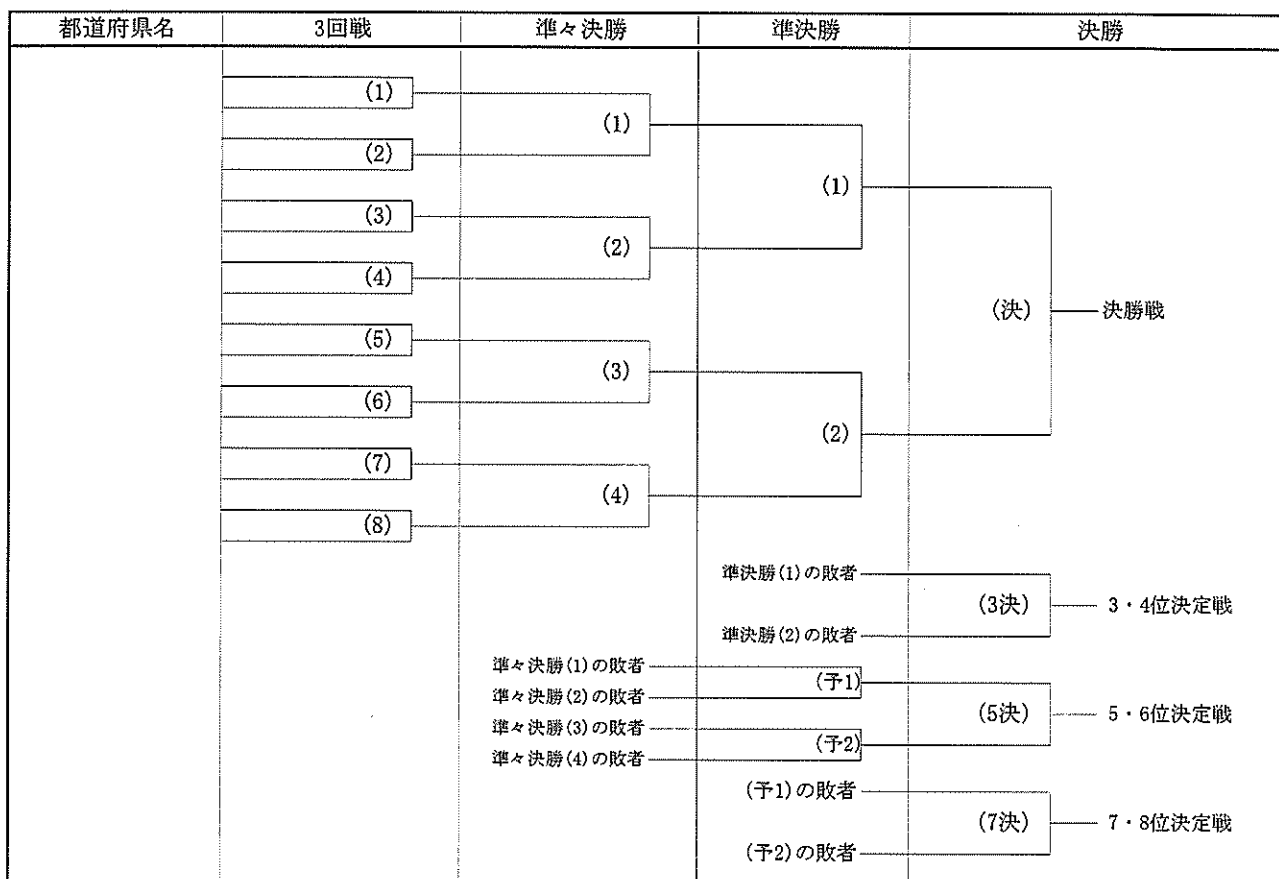 都道府県名 3回戦 準々決勝 準決勝 決勝
(1)
(1)
(2)
(1)
(3)
(2)
(4)
(決) 決勝戦
(5)
(3)
(6)
(2)
(7)
(4)
(8)
準決勝(1)の敗者
(3決) 3・4位決定戦
準決勝(2)の敗者
準々決勝(1)の敗者
(予1)
準々決勝(2)の敗者
(5決) 5・6位決定戦
準々決勝(3)の敗者
(予2)
準々決勝(4)の敗者
(予1)の敗者
(7決) 7・8位決定戦
(予2)の敗者